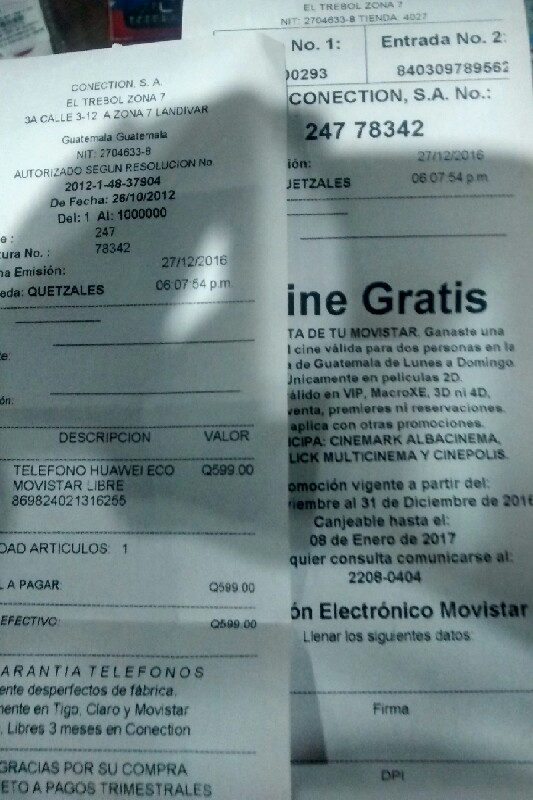 CONECTION, S. A.
EL TREBOL ZONA 7
3A CALLE 3-12 A ZONA 7 LANDIVAR
Guatemala Guatemala
NIT: 2704633-8
AUTORIZADO SEGUN RESOLUCION No.
2012-1-48-37904
De Fecha: 26/10/2012
Del: 1 Al: 1000000
e : 247
ura No. : 78342
a Emisión: 27/12/2016
eda: QUETZALES 06:07:54 p.m.
te:
ón:
DESCRIPCION VALOR
TELEFONO HUAWEI ECO Q599.00
MOVISTAR LIBRE
869824021316255
DAD ARTICULOS: 1
L A PAGAR: Q599.00
EFECTIVO: Q599.00
ARANTIA TELEFONOS
ente desperfectos de fábrica.
mente en Tigo, Claro y Movistar
. Libres 3 meses en Conection
GRACIAS POR SU COMPRA
ETO A PAGOS TRIMESTRALES
EL TREBOL ZONA 7
NIT: 2704633-8 TIENDA: 4027
No. 1: Entrada No. 2:
00293 840309789562
CONECTION, S.A. No.:
247 78342
ión: 27/12/2016
UETZALES 06:07:54 p.m.
ine Gratis
TA DE TU MOVISTAR. Ganaste una
l cine válida para dos personas en la
a de Guatemala de Lunes a Domingo.
Únicamente en películas 2D.
álido en VIP, MacroXE, 3D ni 4D,
venta, premieres ni reservaciones.
aplica con otras promociones.
ICIPA: CINEMARK ALBACINEMA,
LICK MULTICINEMA Y CINEPOLIS.
omoción vigente a partir del:
viembre al 31 de Diciembre de 2016
Canjeable hasta el:
08 de Enero de 2017
quier consulta comunicarse al:
2208-0404
ón Electrónico Movistar
Llenar los siguientes datos:
Firma
DPI